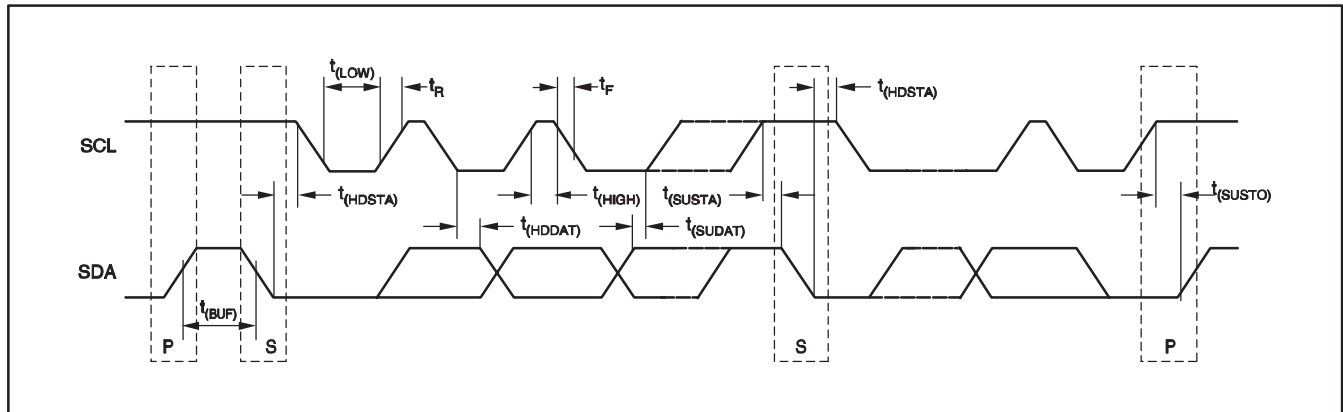 t(LOW)
tR
tF
t(HDSTA)
SCL
t(HDSTA)
t(HIGH)
t(SUSTA)
t(SUSTO)
t(HDDAT)
t(SUDAT)
SDA
t(BUF)
P
S
S
P